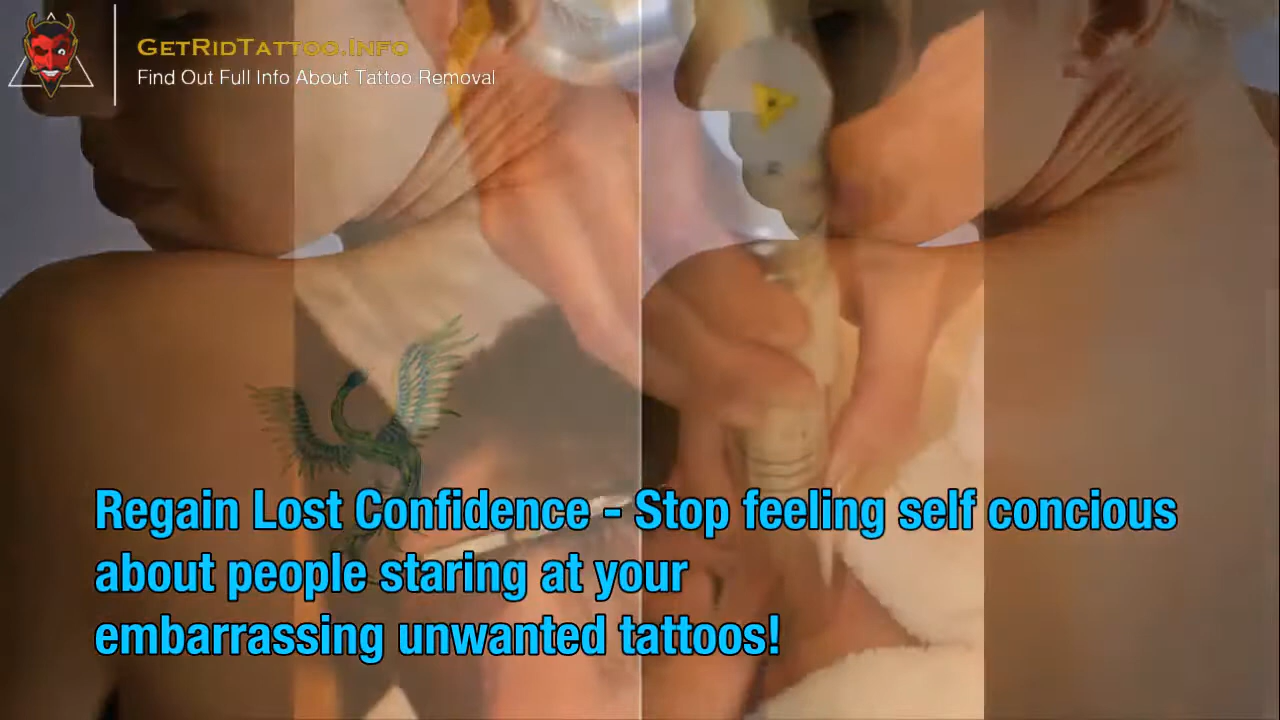 GetRidTattoo.Info
Find Out Full Info About Tattoo Removal
Regain Lost Confidence - Stop feeling self concious
about people staring at your
embarrassing unwanted tattoos!